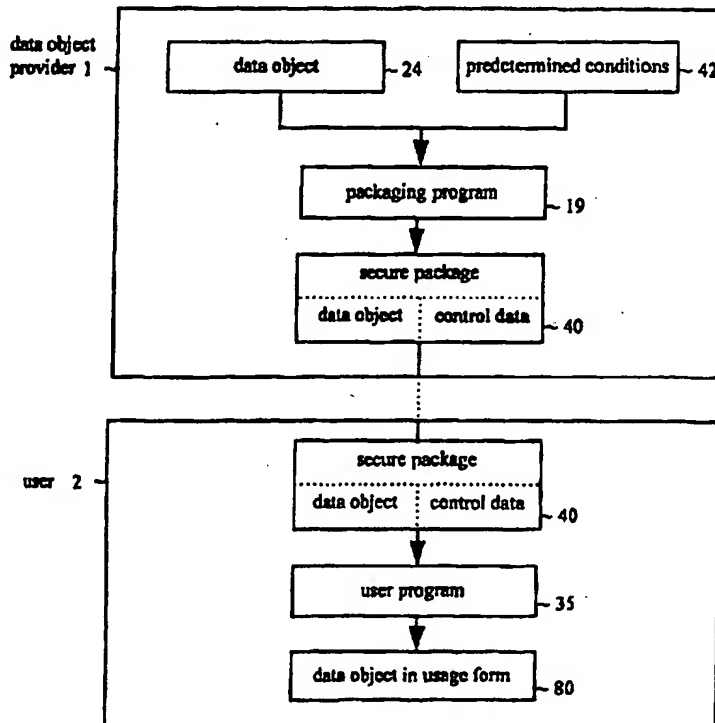 data object
provider 1
data object
24
predetermined conditions
42
packaging program
19
secure package
data object
control data
40
user 2
secure package
data object
control data
40
user program
35
data object in usage form
80